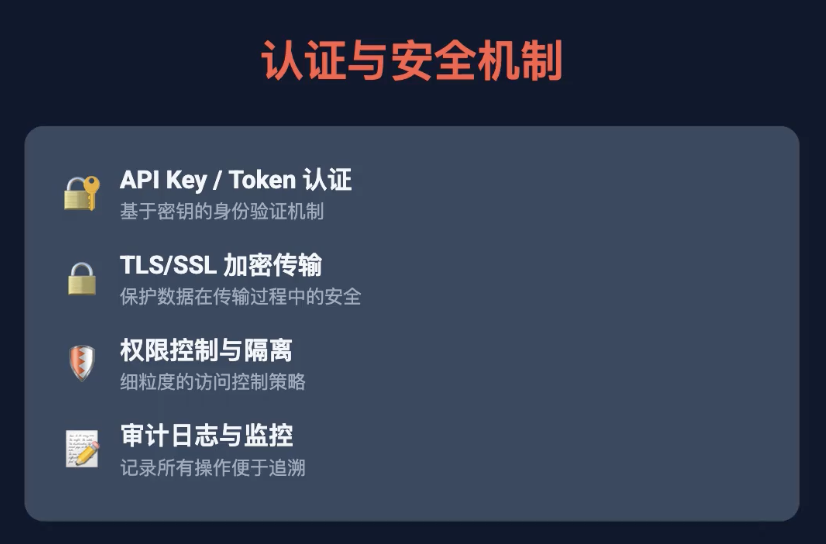 认证与安全机制
API Key / Token 认证
基于密钥的身份验证机制
TLS/SSL 加密传输
保护数据在传输过程中的安全
权限控制与隔离
细粒度的访问控制策略
审计日志与监控
记录所有操作便于追溯